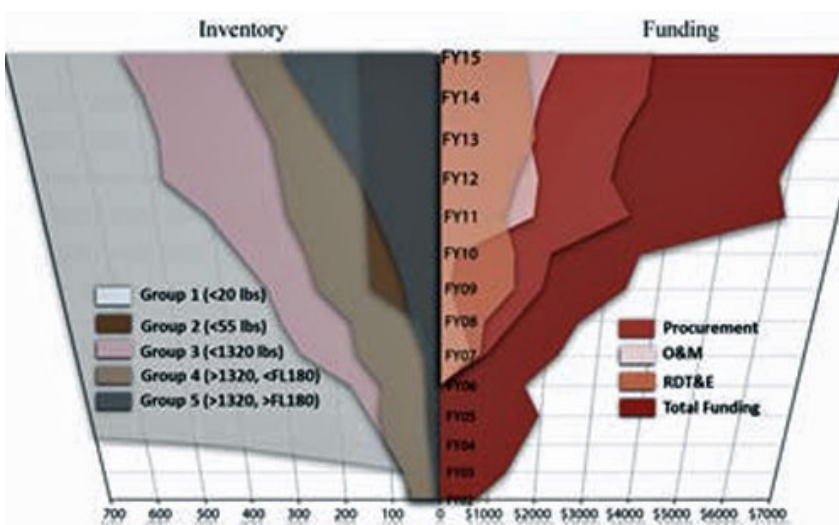 Inventory
Funding
FY15
FY14
FY13
FY12
FY11
FY10
FY09
FY08
FY07
FY06
FY05
FY04
FY03
FY02
Group 1 (<20 lbs)
Group 2 (<55 lbs)
Group 3 (<1320 lbs)
Group 4 (>1320, <FL180)
Group 5 (>1320, >FL180)
Procurement
O&M
RDT&E
Total Funding
700 600 500 400 300 200 100 0 $1000 $2000 $3000 $4000 $5000 $6000 $7000